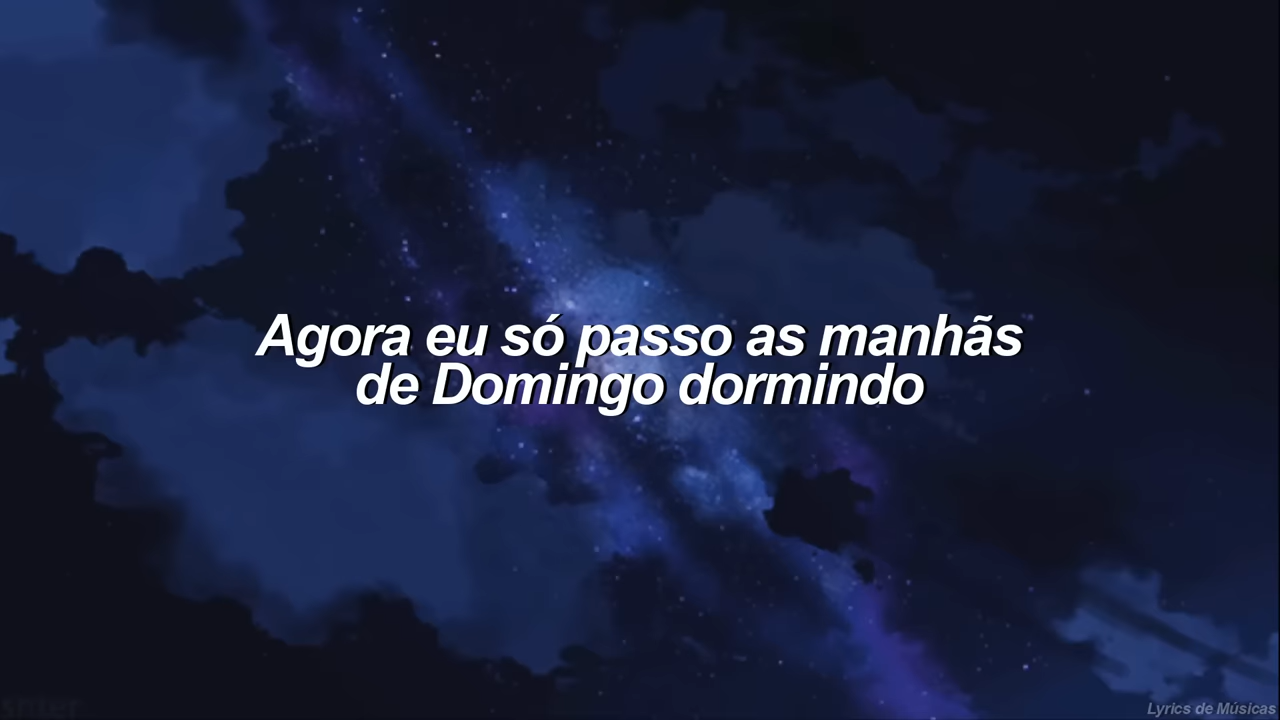 Agora eu só passo as manhãs
de Domingo dormindo
Lyrics de Músicas